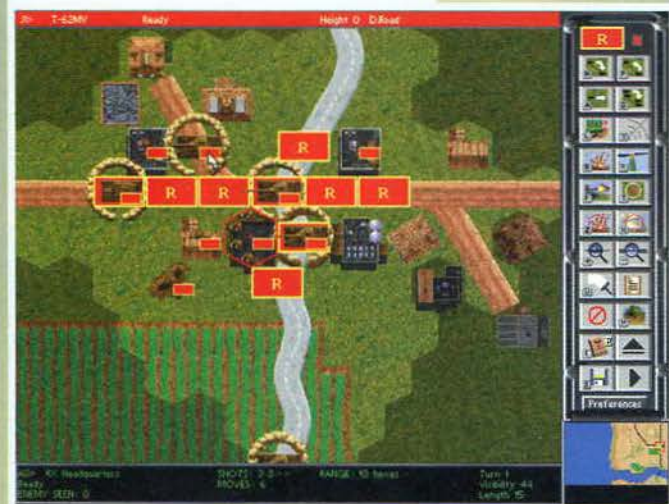 T-62MV Ready Height 0 D.Road
R
R
R R R R
R
Headquarters SHOTS: RANGE: 10 hexes Turn 1
Ready MOVES: 6 Visibility 44
ENEMY SEEN: 0 Length 15
Preferences